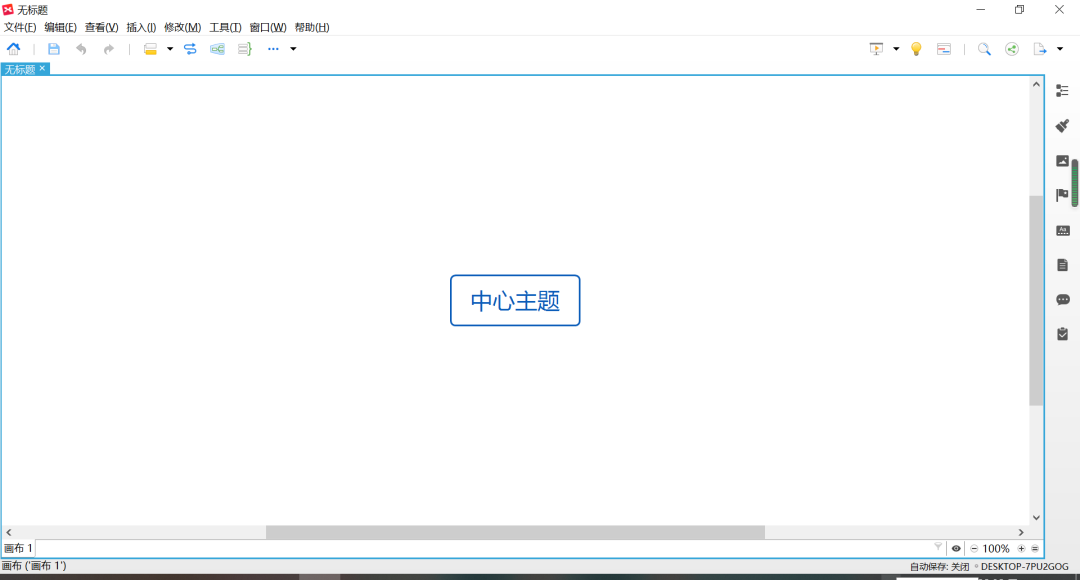 无标题
文件(F) 编辑(E) 查看(V) 插入(I) 修改(M) 工具(T) 窗口(W) 帮助(H)
无标题
中心主题
画布 1
100%
画布 ('画布 1')
自动保存: 关闭
DESKTOP-7PU2GOG